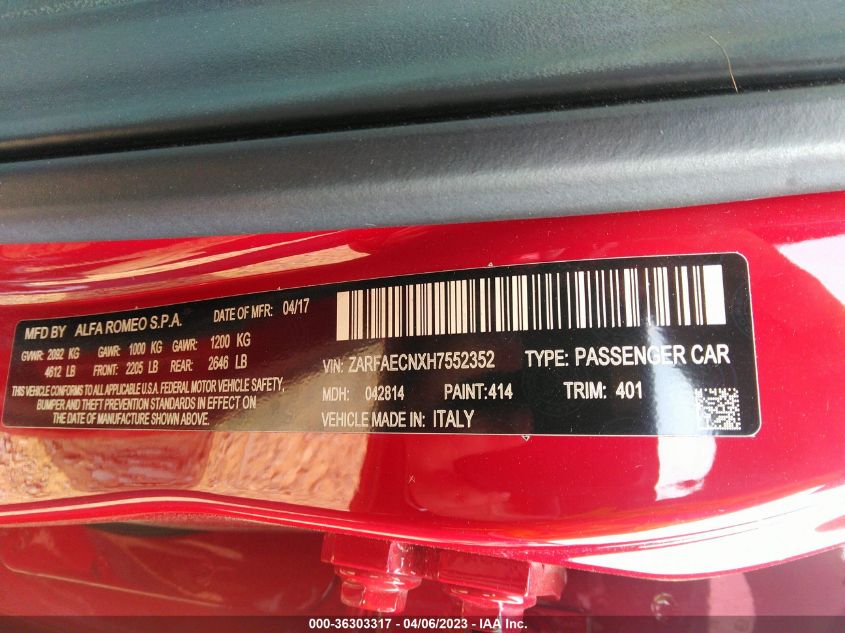 MFD BY ALFA ROMEO S.P.A. DATE OF MFR: 04/17
GVWR: 2092 KG GAWR: 1000 KG GAWR: 1200 KG
4612 LB FRONT: 2205 LB REAR: 2646 LB
THIS VEHICLE CONFORMS TO ALL APPLICABLE U.S.A. FEDERAL MOTOR VEHICLE SAFETY,
BUMPER AND THEFT PREVENTION STANDARDS IN EFFECT ON
THE DATE OF MANUFACTURE SHOWN ABOVE.
VIN: ZARFAECNXH7552352 TYPE: PASSENGER CAR
MDH: 042814 PAINT:414 TRIM: 401
VEHICLE MADE IN: ITALY
000-36303317 - 04/06/2023 - IAA Inc.